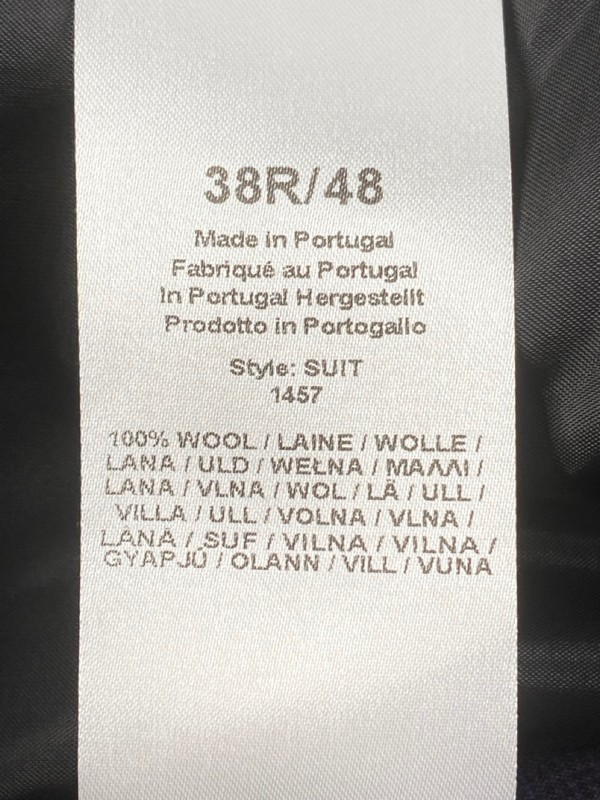 38R/48
Made in Portugal
Fabriqué au Portugal
In Portugal Hergestellt
Prodotto in Portogallo
Style: SUIT
1457
100% WOOL / LAINE / WOLLE /
LANA / ULD / WEŁNA / ΜΑΛΛΙ /
LANA / VLNA / WOL / LÃ / ULL /
VILLA / ULL / VOLNA / VLNA /
LÂNĂ / SUF / VILNA / VILNA /
GYAPJÚ / OLANN / VILL / VUNA